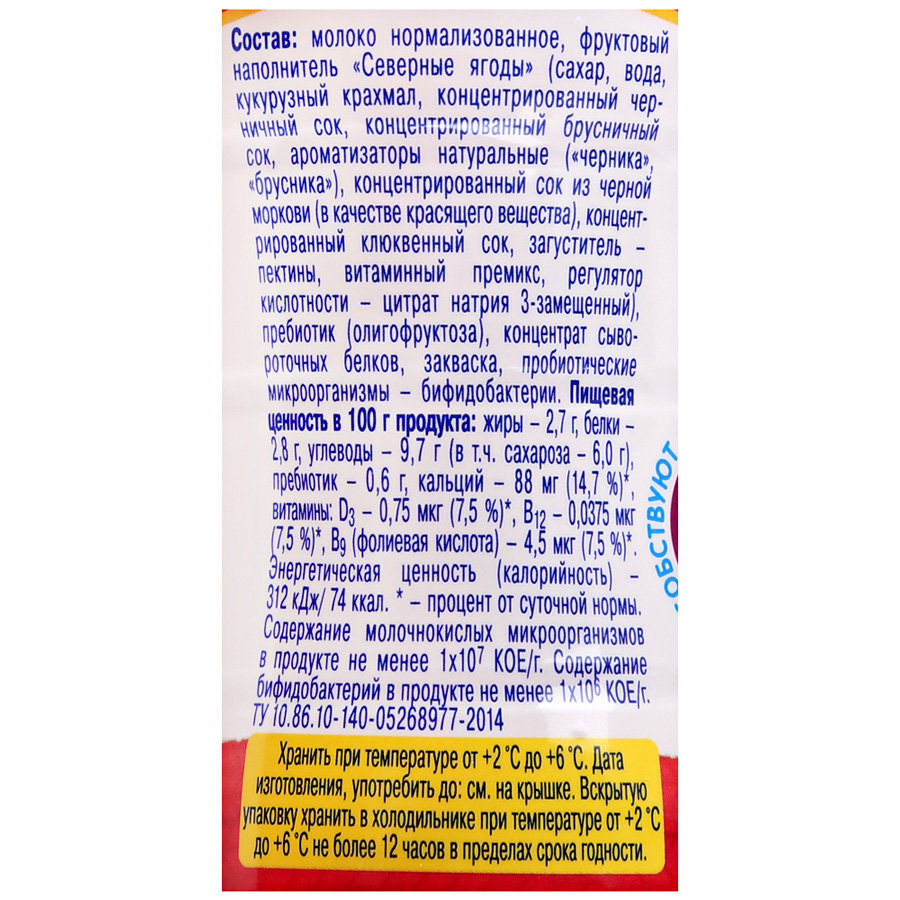 Состав: молоко нормализованное, фруктовый
наполнитель «Северные ягоды» (сахар, вода,
кукурузный крахмал, концентрированный чер-
ничный сок, концентрированный брусничный
сок, ароматизаторы натуральные («черника»,
«брусника»), концентрированный сок из черной
моркови (в качестве красящего вещества), концент-
рированный клюквенный сок, загуститель –
пектины, витаминный премикс, регулятор
кислотности – цитрат натрия 3-замещенный),
пребиотик (олигофруктоза), концентрат сыво-
роточных белков, закваска, пробиотические
микроорганизмы – бифидобактерии. Пищевая
ценность в 100 г продукта: жиры – 2,7 г, белки –
2,8 г, углеводы – 9,7 г (в т.ч. сахароза – 6,0 г),
пребиотик – 0,6 г, кальций – 88 мг (14,7 %)*,
витамины: D3 – 0,75 мкг (7,5 %)*, B12 – 0,0375 мкг
(7,5 %)*, B9 (фолиевая кислота) – 4,5 мкг (7,5 %)*.
Энергетическая ценность (калорийность) –
312 кДж/ 74 ккал. * – процент от суточной нормы.
Содержание молочнокислых микроорганизмов
в продукте не менее 1x10⁷ КОЕ/г. Содержание
бифидобактерий в продукте не менее 1x10⁶ КОЕ/г.
ТУ 10.86.10-140-05268977-2014
Хранить при температуре от +2 °С до +6 °С. Дата
изготовления, употребить до: см. на крышке. Вскрытую
упаковку хранить в холодильнике при температуре от +2 °С
до +6 °С не более 12 часов в пределах срока годности.
ОБСТВУЮТ